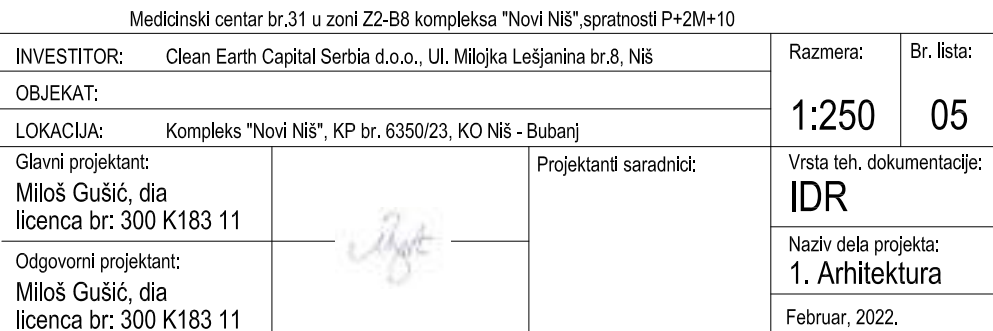 Medicinski centar br.31 u zoni Z2-B8 kompleksa "Novi Niš",spratnosti P+2M+10
INVESTITOR: Clean Earth Capital Serbia d.o.o., Ul. Milojka Lešjanina br.8, Niš
OBJEKAT:
LOKACIJA: Kompleks "Novi Niš", KP br. 6350/23, KO Niš - Bubanj
Razmera:
1:250
Br. lista:
05
Glavni projektant:
Miloš Gušić, dia
licenca br: 300 K183 11
Odgovorni projektant:
Miloš Gušić, dia
licenca br: 300 K183 11
Projektanti saradnici:
Vrsta teh. dokumentacije:
IDR
Naziv dela projekta:
1. Arhitektura
Februar, 2022.